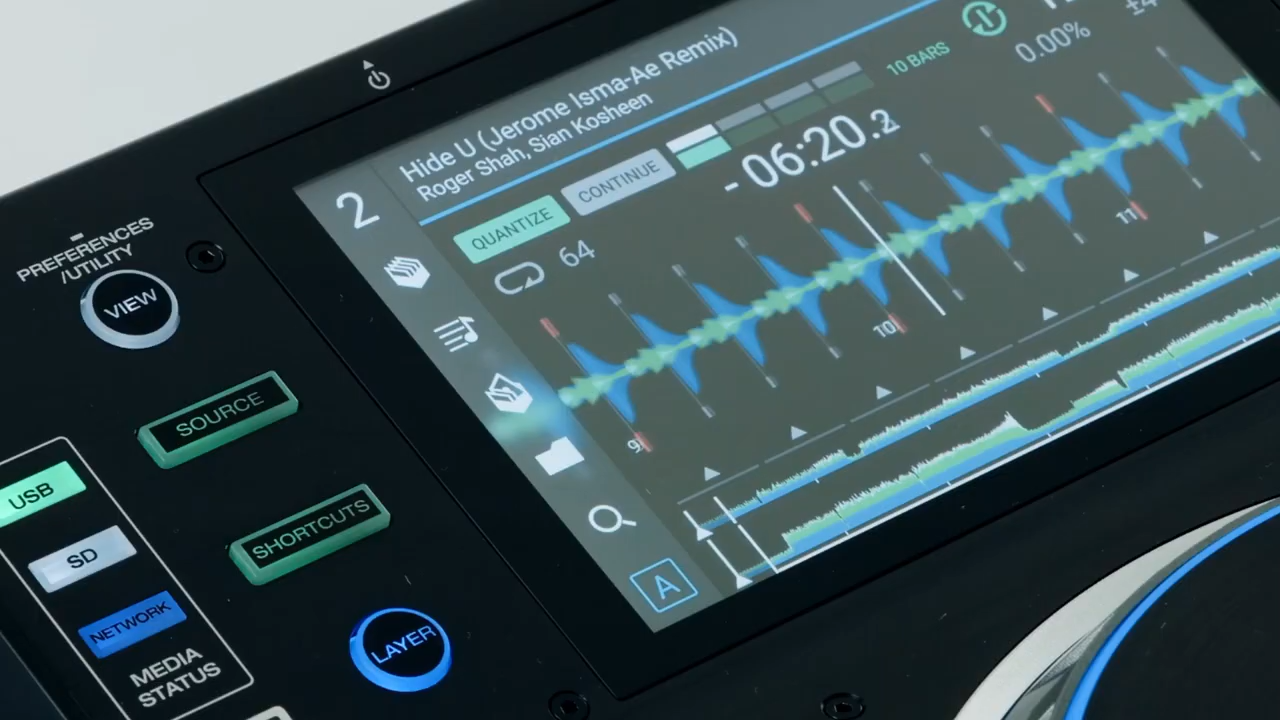 2
Hide U (Jerome Isma-Ae Remix)
Roger Shah, Sian Kosheen
QUANTIZE
CONTINUE
10 BARS
0.00%
±4
64
- 06:20.2
9
10
11
A
PREFERENCES
/UTILITY
VIEW
SOURCE
SHORTCUTS
LAYER
USB
SD
NETWORK
MEDIA
STATUS